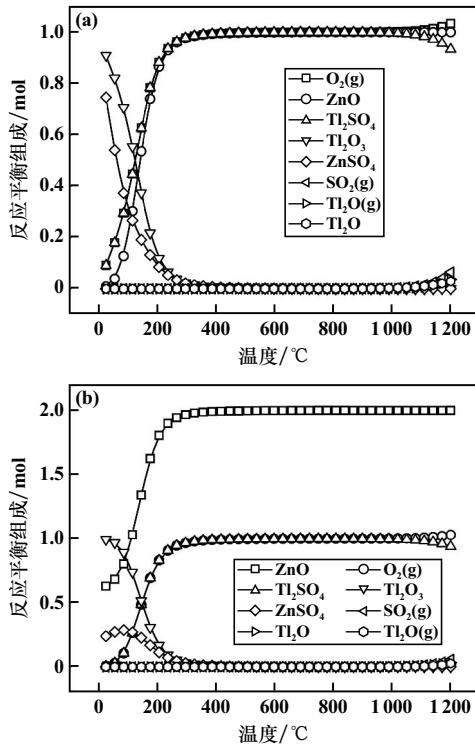 (a)
1.0
0.8
0.6
0.4
0.2
0.0
反应平衡组成/mol
O₂(g)
ZnO
Tl₂SO₄
Tl₂O₃
ZnSO₄
SO₂(g)
Tl₂O(g)
Tl₂O
0 200 400 600 800 1 000 1 200
温度/℃
(b)
2.0
1.5
1.0
0.5
0
反应平衡组成/mol
ZnO O₂(g)
Tl₂SO₄ Tl₂O₃
ZnSO₄ SO₂(g)
Tl₂O Tl₂O(g)
0 200 400 600 800 1 000 1 200
温度/℃